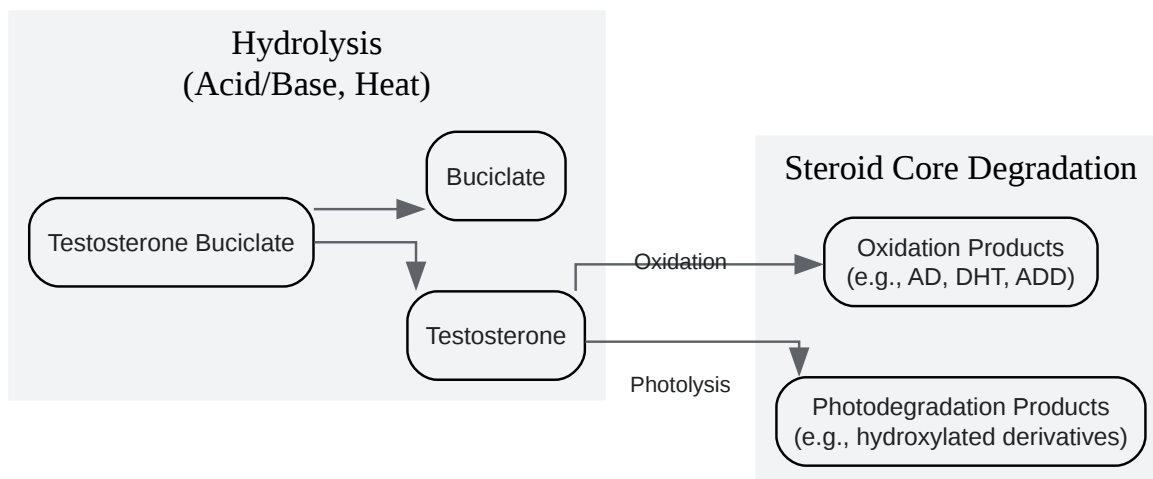 Hydrolysis
(Acid/Base, Heat)
Buciclate
Testosterone Buciclate
Testosterone
Oxidation
Photolysis
Steroid Core Degradation
Oxidation Products
(e.g., AD, DHT, ADD)
Photodegradation Products
(e.g., hydroxylated derivatives)